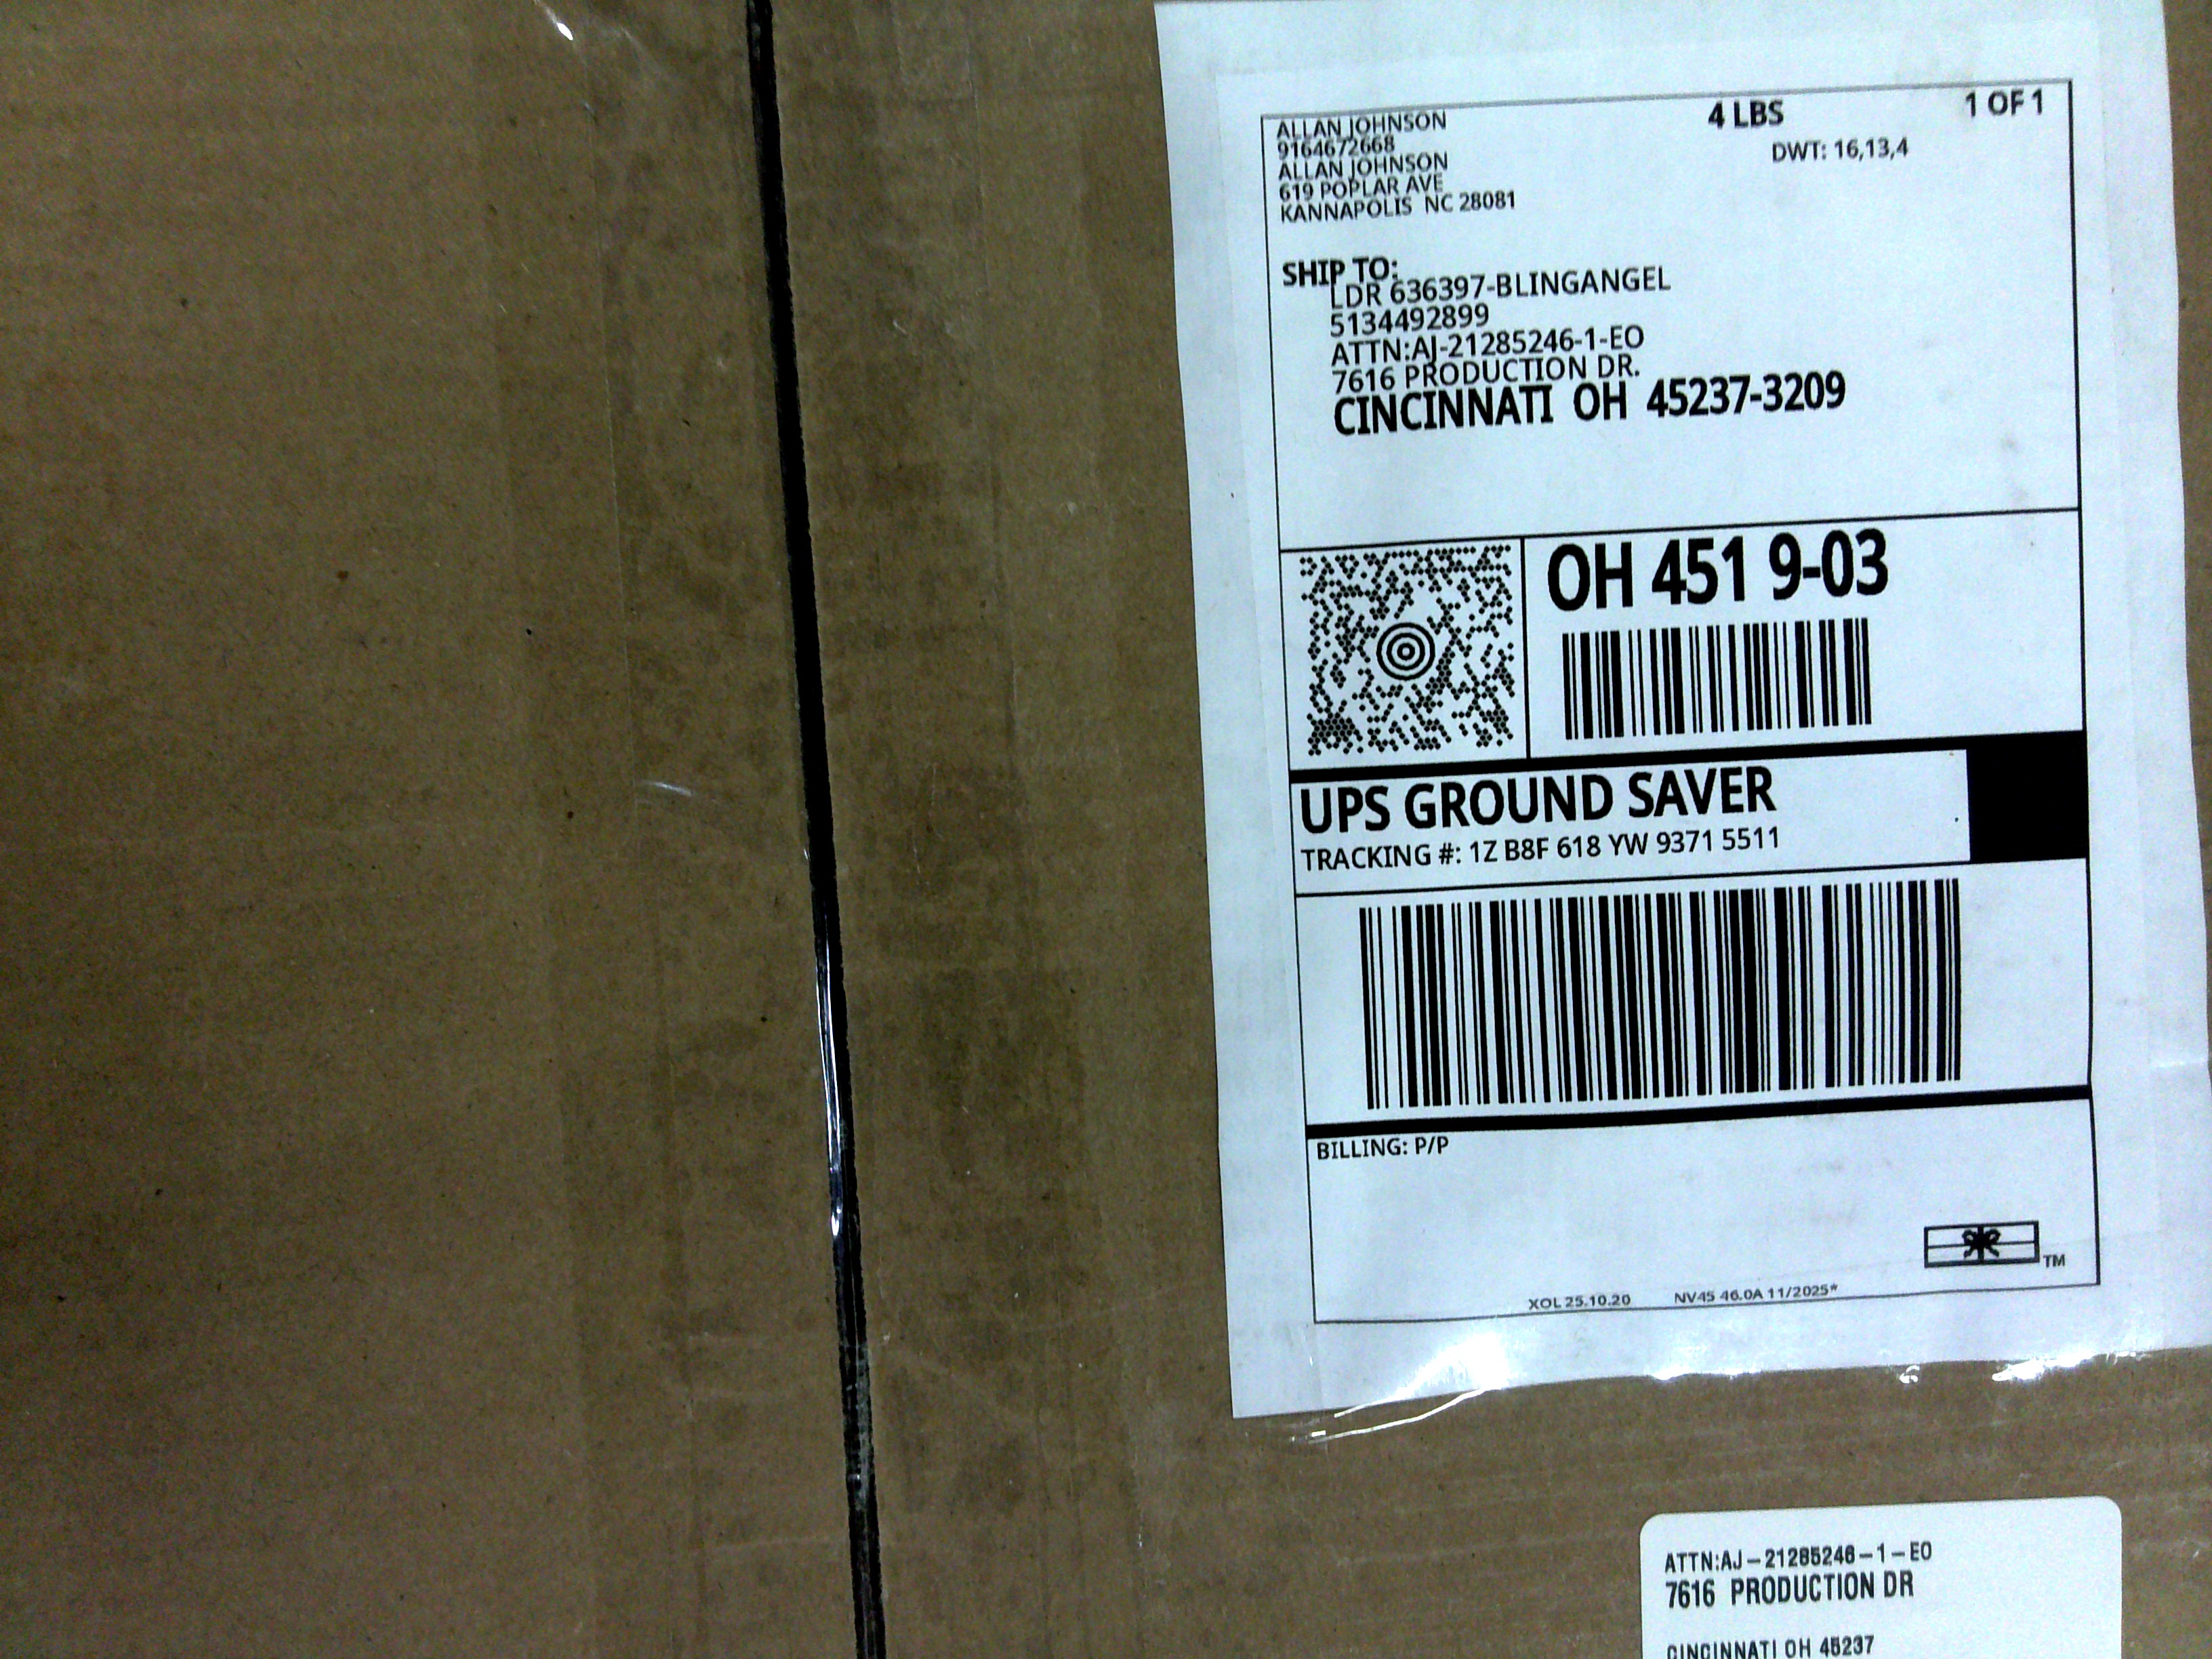 ALLAN JOHNSON
9164672668
ALLAN JOHNSON
619 POPLAR AVE
KANNAPOLIS NC 28081
4 LBS
1 OF 1
DWT: 16,13,4
SHIP TO:
LDR 636397-BLINGANGEL
5134492899
ATTN:AJ-21285246-1-EO
7616 PRODUCTION DR.
CINCINNATI OH 45237-3209
OH 451 9-03
UPS GROUND SAVER
TRACKING #: 1Z B8F 618 YW 9371 5511
BILLING: P/P
TM
XOL 25.10.20 NV45 46.0A 11/2025*
ATTN:AJ-21285246-1-EO
7616 PRODUCTION DR
CINCINNATI OH 45237